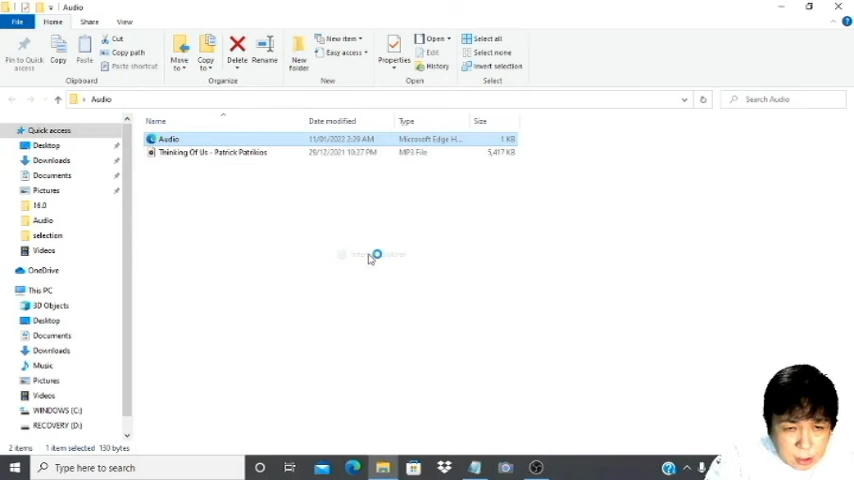 Audio
File
Home
Share
View
Pin to Quick access
Copy
Paste
Cut
Copy path
Paste shortcut
Clipboard
Move to
Copy to
Delete
Rename
Organize
New folder
New item
Easy access
New
Properties
Open
Edit
History
Open
Select all
Select none
Invert selection
Select
Audio
Search Audio
Name
Date modified
Type
Size
Audio
11/01/2022 2:29 AM
Microsoft Edge H...
1 KB
Thinking Of Us - Patrick Patrikios
29/12/2021 10:27 PM
MP3 File
5,417 KB
Quick access
Desktop
Downloads
Documents
Pictures
16.0
Audio
selection
Videos
OneDrive
This PC
3D Objects
Desktop
Documents
Downloads
Music
Pictures
Videos
WINDOWS (C:)
RECOVERY (D:)
2 items
1 item selected 130 bytes
Type here to search